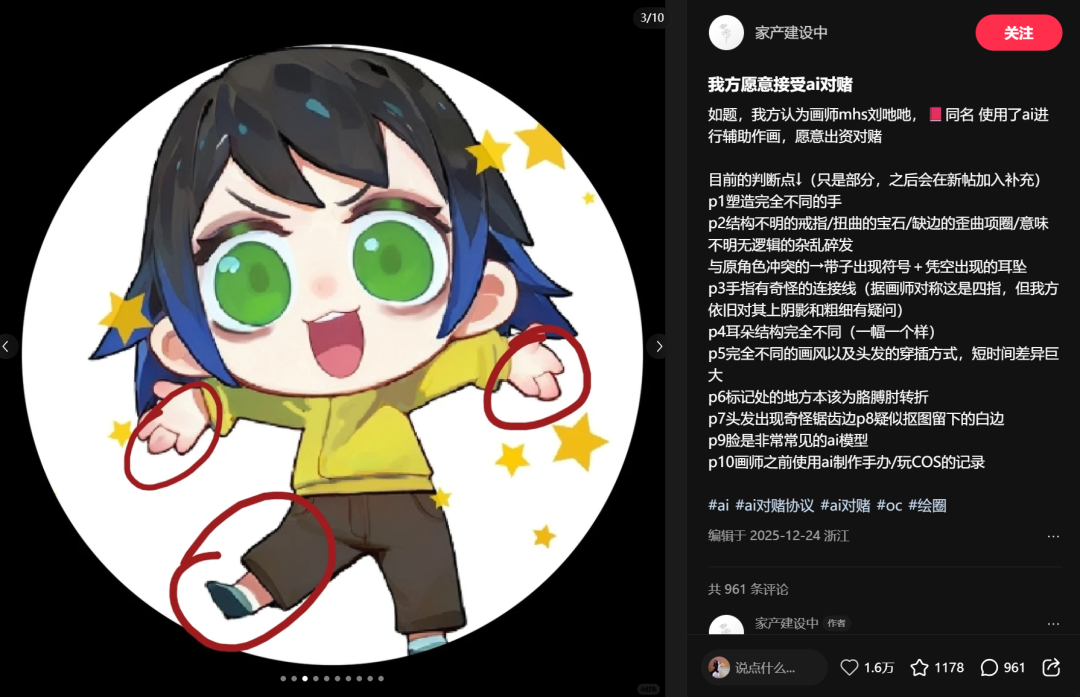 3/10
家产建设中
关注
我方愿意接受ai对赌
如题，我方认为画师mhs刘吔吔，📕同名 使用了ai进
行辅助作画，愿意出资对赌
目前的判断点↓（只是部分，之后会在新帖加入补充）
p1塑造完全不同的手
p2结构不明的戒指/扭曲的宝石/缺边的歪曲项圈/意味
不明无逻辑的杂乱碎发
与原角色冲突的→带子出现符号＋凭空出现的耳坠
p3手指有奇怪的连接线（据画师对称这是四指，但我方
依旧对其上阴影和粗细有疑问）
p4耳朵结构完全不同（一幅一个样）
p5完全不同的画风以及头发的穿插方式，短时间差异巨
大
p6标记处的地方本该为胳膊肘转折
p7头发出现奇怪锯齿边p8疑似抠图留下的白边
p9脸是非常常见的ai模型
p10画师之前使用ai制作手办/玩COS的记录
#ai #ai对赌协议 #ai对赌 #oc #绘圈
编辑于 2025-12-24 浙江
共 961 条评论
家产建设中 作者
说点什么...
1.6万
1178
961